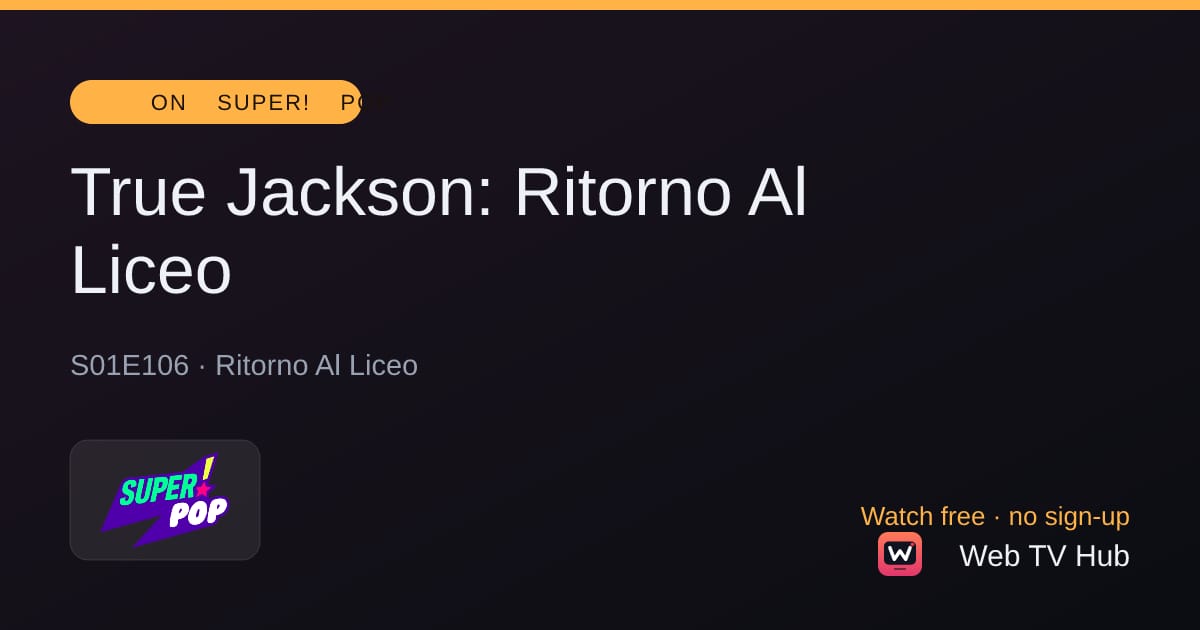 ON SUPER! POP
True Jackson: Ritorno Al
Liceo
S01E106 · Ritorno Al Liceo
SUPER!
POP
Watch free · no sign-up
W
Web TV Hub